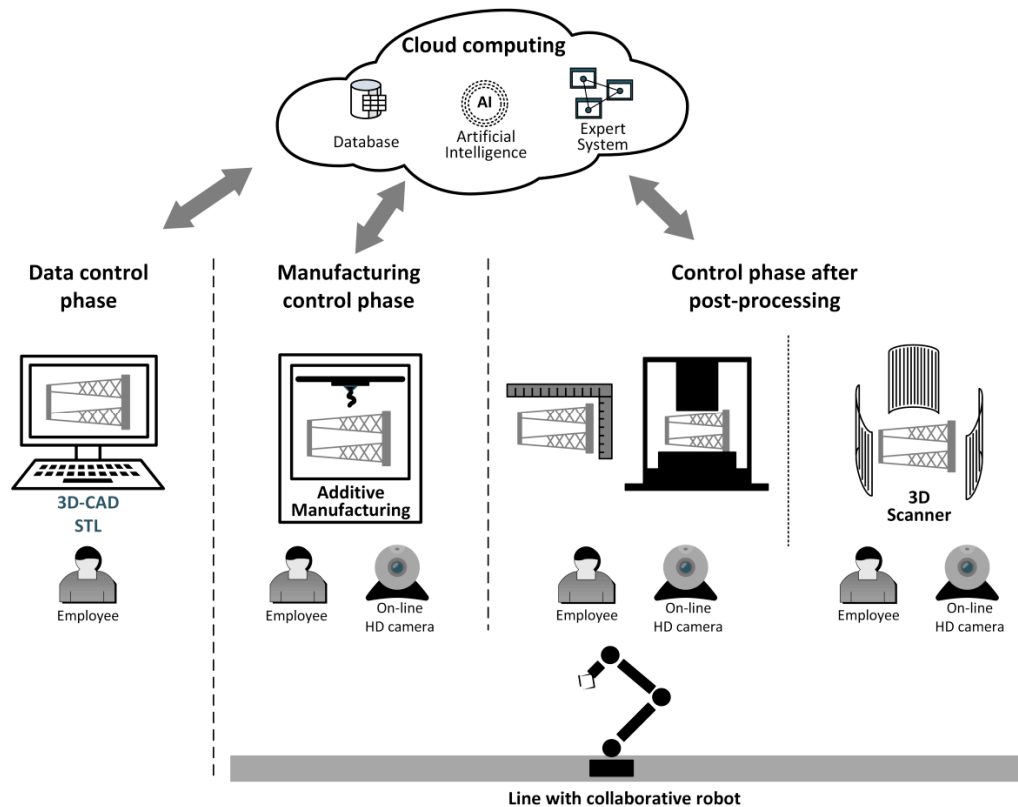 Cloud computing
AI
Database
Artificial
Intelligence
Expert
System
Data control
phase
Manufacturing
control phase
Control phase after
post-processing
3D-CAD
STL
Additive
Manufacturing
3D
Scanner
Employee
Employee
On-line
HD camera
Employee
On-line
HD camera
Employee
On-line
HD camera
Line with collaborative robot